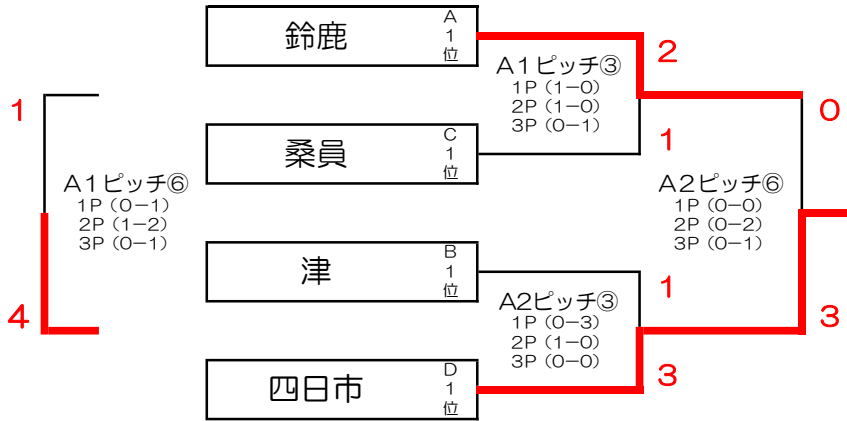 鈴鹿
A1位
2
A1ピッチ③
1P (1−0)
2P (1−0)
3P (0−1)
1
0
桑員
C1位
1
A1ピッチ⑥
1P (0−1)
2P (1−2)
3P (0−1)
A2ピッチ⑥
1P (0−0)
2P (0−2)
3P (0−1)
津
B1位
1
A2ピッチ③
1P (0−3)
2P (1−0)
3P (0−0)
4
3
四日市
D1位
3